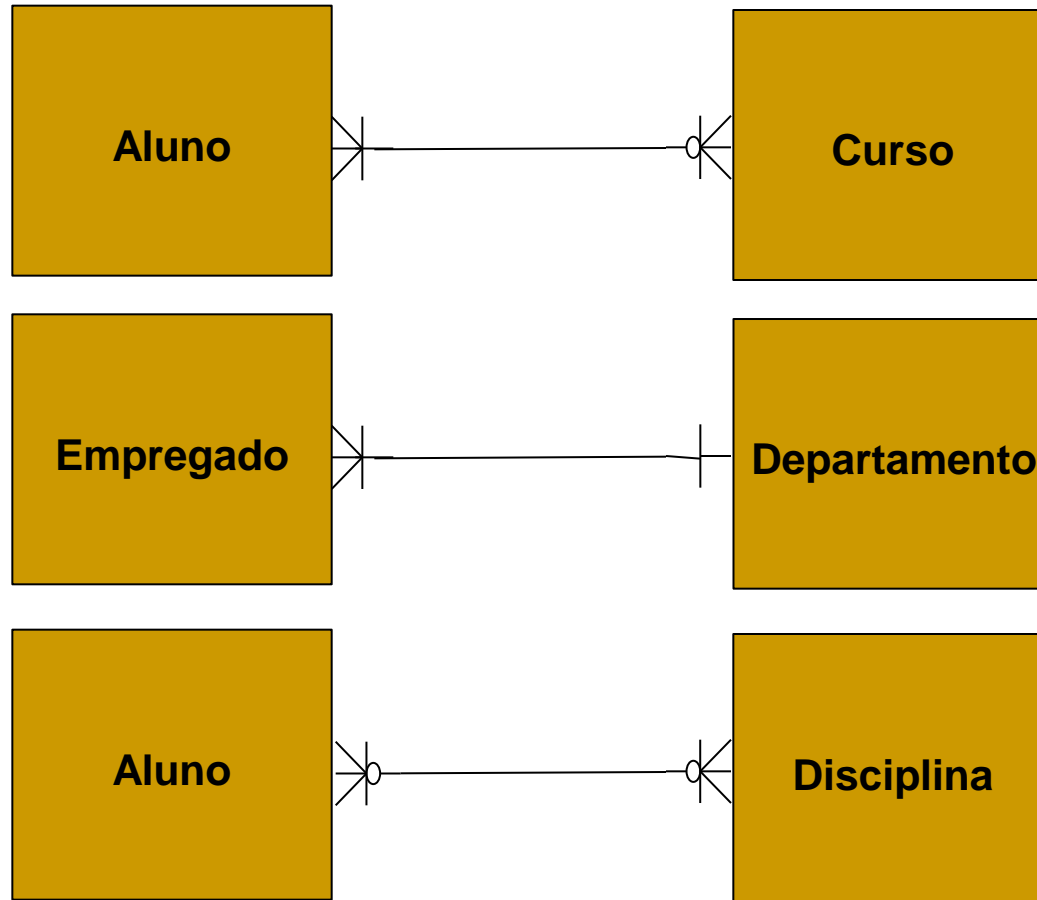 Aluno
Curso
Empregado
Departamento
Aluno
Disciplina